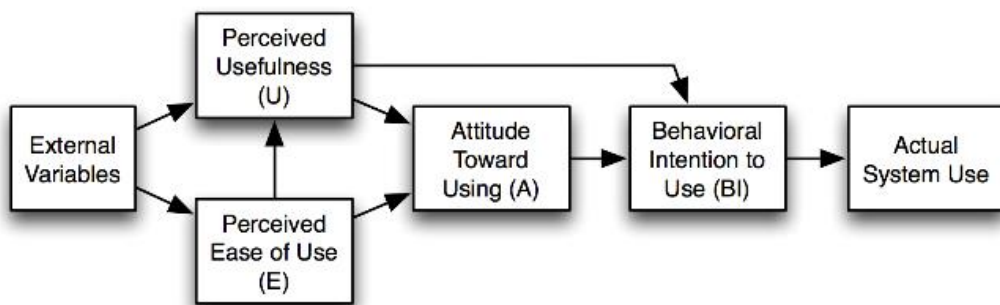 External
Variables
Perceived
Usefulness
(U)
Perceived
Ease of Use
(E)
Attitude
Toward
Using (A)
Behavioral
Intention to
Use (BI)
Actual
System Use